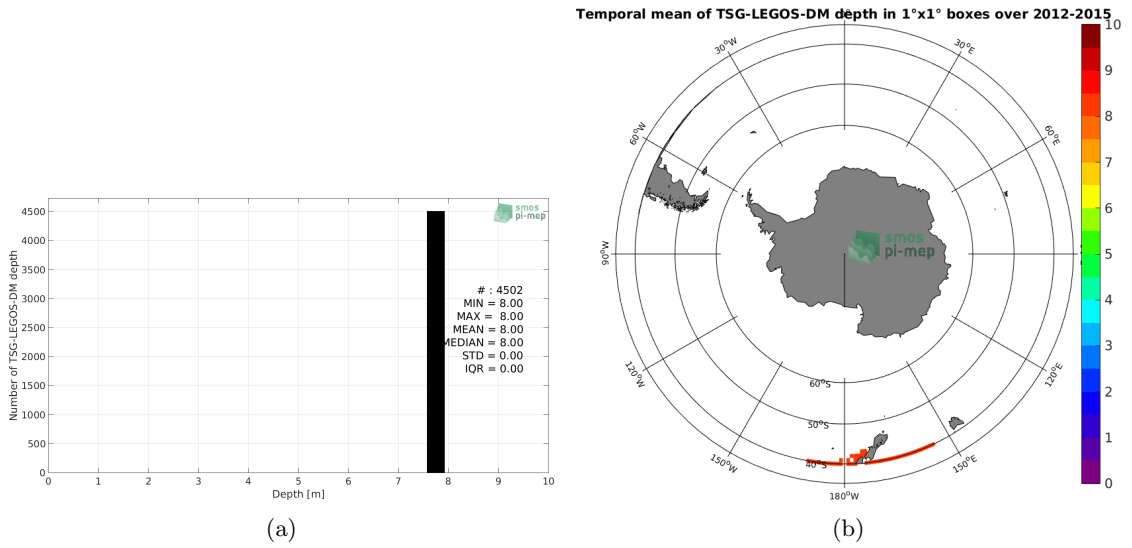 Temporal mean of TSG-LEGOS-DM depth in 1°x1° boxes over 2012-2015
Number of TSG-LEGOS-DM depth
4500
4000
3500
3000
2500
2000
1500
1000
500
0
smos
pi-mep
# : 4502
MIN = 8.00
MAX = 8.00
MEAN = 8.00
MEDIAN = 8.00
STD = 0.00
IQR = 0.00
0 1 2 3 4 5 6 7 8 9 10
Depth [m]
(a)
30°W
30°E
60°W
60°E
90°W
smos
pi-mep
120°W
120°E
60°S
50°S
40°S
150°W
150°E
180°W
10
9
8
7
6
5
4
3
2
1
0
(b)